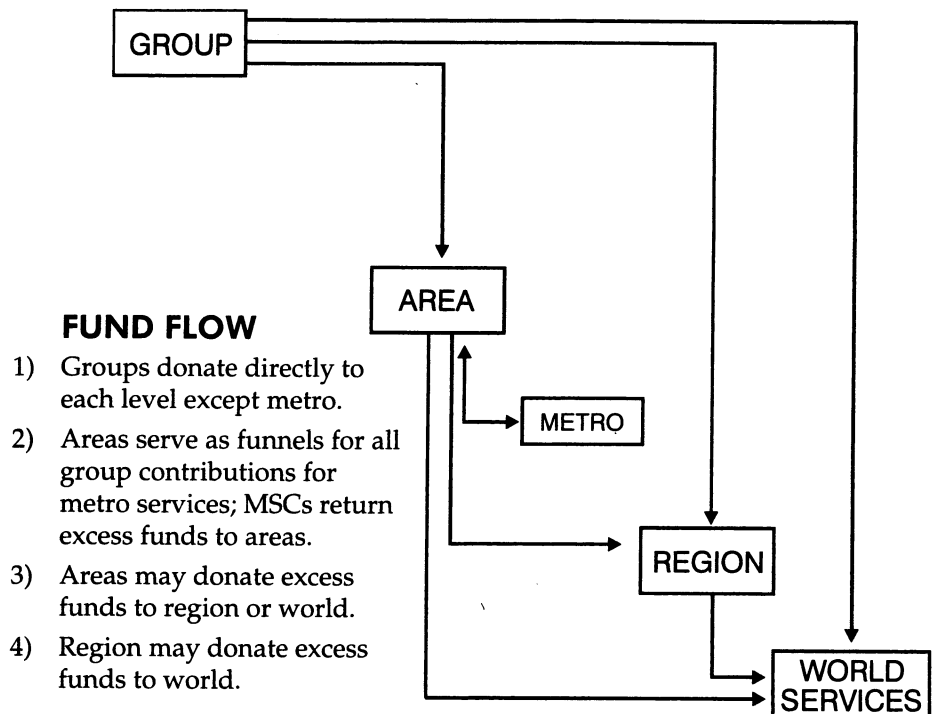 GROUP
AREA
FUND FLOW
1) Groups donate directly to
each level except metro.
2) Areas serve as funnels for all
group contributions for
metro services; MSCs return
excess funds to areas.
3) Areas may donate excess
funds to region or world.
4) Region may donate excess
funds to world.
METRO
REGION
WORLD
SERVICES